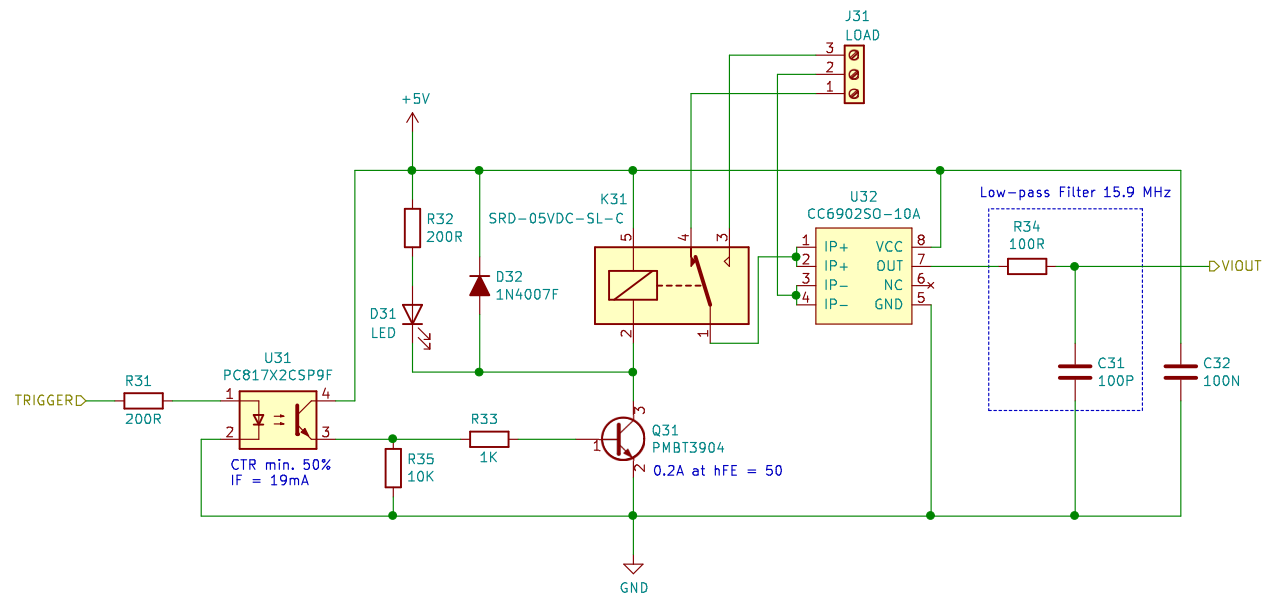 J31
LOAD
3
2
1
+5V
Low-pass Filter 15.9 MHz
K31
SRD-05VDC-SL-C
U32
CC6902SO-10A
R32
200R
5
4
3
1
IP+
VCC
8
2
IP+
OUT
7
3
IP-
NC
6
4
IP-
GND
5
R34
100R
VIOUT
D32
1N4007F
D31
LED
2
1
C31
100P
C32
100N
U31
PC817X2CSP9F
R31
200R
TRIGGER
1
4
2
3
CTR min. 50%
IF = 19mA
R35
10K
R33
1K
3
1
2
Q31
PMBT3904
0.2A at hFE = 50
GND